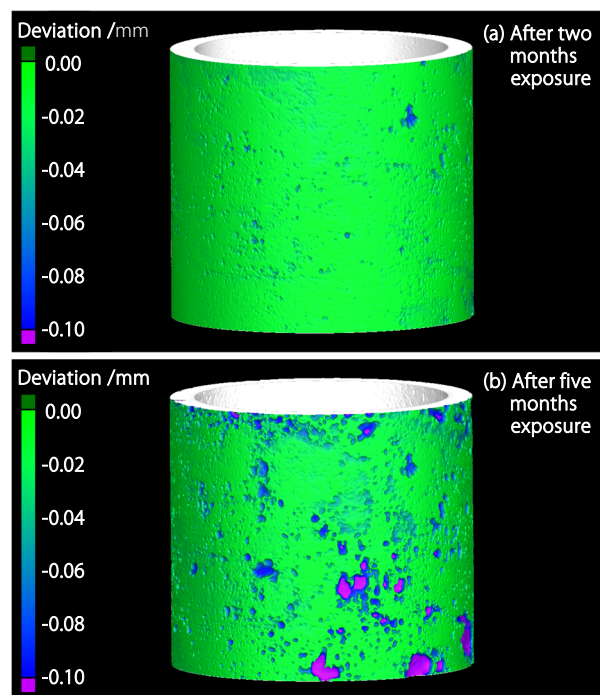 Deviation /mm
(a) After two
months
exposure
0.00
-0.02
-0.04
-0.06
-0.08
-0.10
Deviation /mm
(b) After five
months
exposure
0.00
-0.02
-0.04
-0.06
-0.08
-0.10